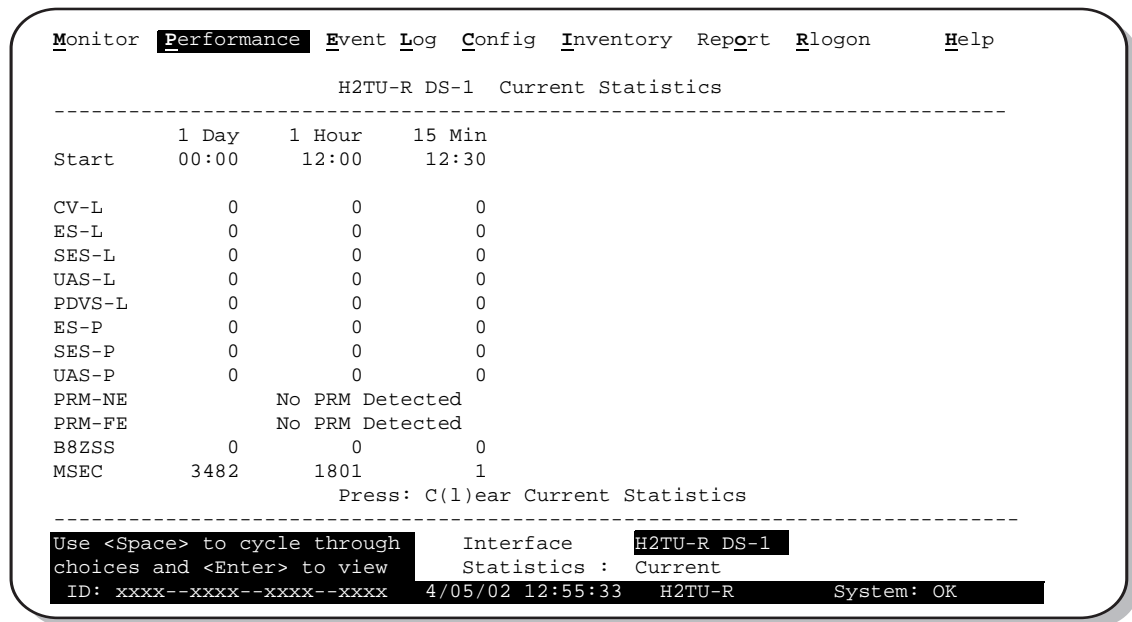 Monitor Performance Event Log Config Inventory Report Rlogon Help
H2TU-R DS-1 Current Statistics
--------------------------------------------------------------------------------
1 Day 1 Hour 15 Min
Start 00:00 12:00 12:30
CV-L 0 0 0
ES-L 0 0 0
SES-L 0 0 0
UAS-L 0 0 0
PDVS-L 0 0 0
ES-P 0 0 0
SES-P 0 0 0
UAS-P 0 0 0
PRM-NE No PRM Detected
PRM-FE No PRM Detected
B8ZSS 0 0 0
MSEC 3482 1801 1
Press: C(l)ear Current Statistics
--------------------------------------------------------------------------------
Use <Space> to cycle through Interface H2TU-R DS-1
choices and <Enter> to view Statistics : Current
ID: xxxx--xxxx--xxxx--xxxx 4/05/02 12:55:33 H2TU-R System: OK